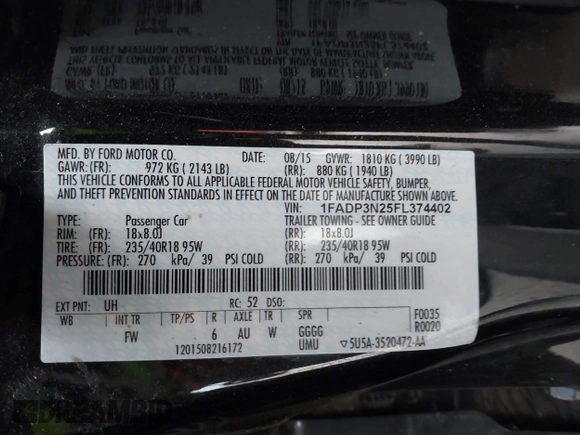 MFD. BY FORD MOTOR CO. DATE: 08/15 GVWR: 1810 KG ( 3990 LB)
GAWR: (FR): 972 KG ( 2143 LB) (RR): 880 KG ( 1940 LB)
THIS VEHICLE CONFORMS TO ALL APPLICABLE FEDERAL MOTOR VEHICLE SAFETY, BUMPER,
AND THEFT PREVENTION STANDARDS IN EFFECT ON THE DATE OF MANUFACTURE SHOWN ABOVE.
VIN: 1FADP3N25FL374402
TYPE: Passenger Car TRAILER TOWING - SEE OWNER GUIDE
RIM: (FR): 18x8.0J (RR): 18x8.0J
TIRE: (FR): 235/40R18 95W (RR): 235/40R18 95W
PRESSURE: (FR): 270 kPa/ 39 PSI COLD (RR): 270 kPa/ 39 PSI COLD
EXT PNT: UH RC: 52 DSO: F0035
WB INT TR TP/PS R AXLE TR SPR R0020
FW 6 AU W GGGG
1201508216172 UMU ▽5U5A-3520472-AA